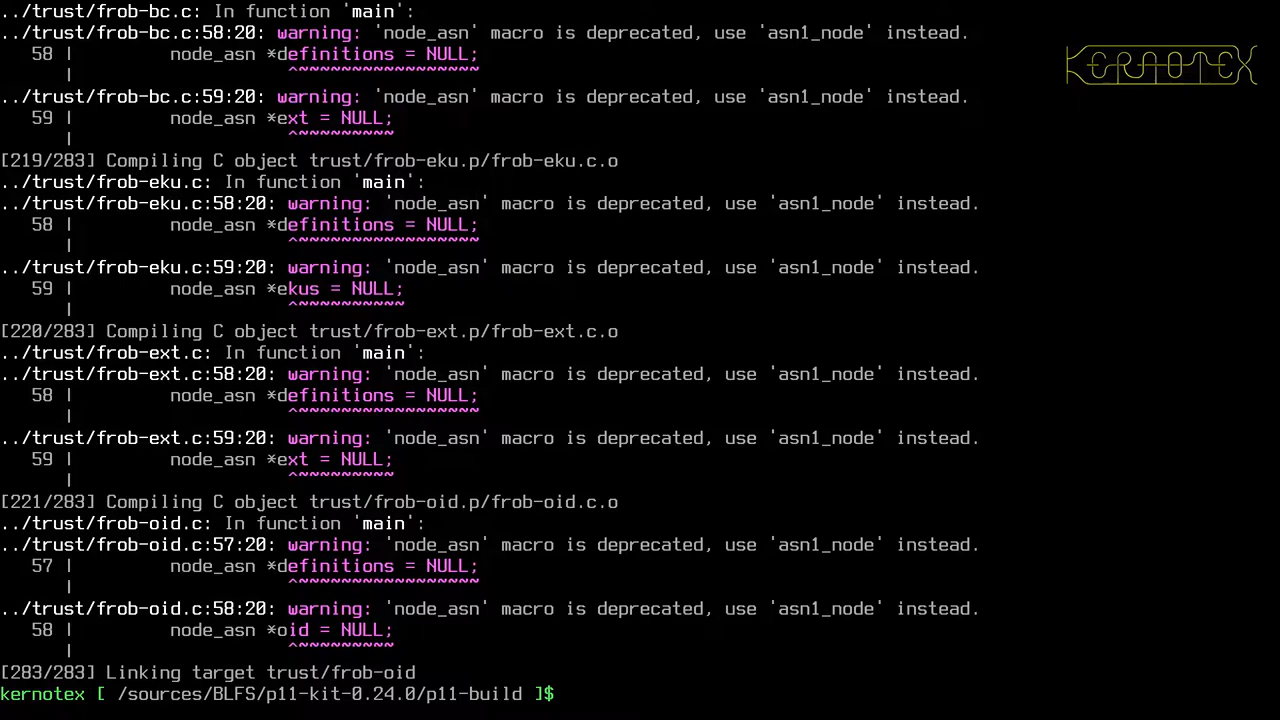 ../trust/frob-bc.c: In function 'main':
../trust/frob-bc.c:58:20: warning: 'node_asn' macro is deprecated, use 'asn1_node' instead.
   58 |         node_asn *definitions = NULL;
      |                    ^~~~~~~~~~~~~~~~~~
../trust/frob-bc.c:59:20: warning: 'node_asn' macro is deprecated, use 'asn1_node' instead.
   59 |         node_asn *ext = NULL;
      |                    ^~~~~~~~~~
[219/283] Compiling C object trust/frob-eku.p/frob-eku.c.o
../trust/frob-eku.c: In function 'main':
../trust/frob-eku.c:58:20: warning: 'node_asn' macro is deprecated, use 'asn1_node' instead.
   58 |         node_asn *definitions = NULL;
      |                    ^~~~~~~~~~~~~~~~~~
../trust/frob-eku.c:59:20: warning: 'node_asn' macro is deprecated, use 'asn1_node' instead.
   59 |         node_asn *ekus = NULL;
      |                    ^~~~~~~~~~~
[220/283] Compiling C object trust/frob-ext.p/frob-ext.c.o
../trust/frob-ext.c: In function 'main':
../trust/frob-ext.c:58:20: warning: 'node_asn' macro is deprecated, use 'asn1_node' instead.
   58 |         node_asn *definitions = NULL;
      |                    ^~~~~~~~~~~~~~~~~~
../trust/frob-ext.c:59:20: warning: 'node_asn' macro is deprecated, use 'asn1_node' instead.
   59 |         node_asn *ext = NULL;
      |                    ^~~~~~~~~~
[221/283] Compiling C object trust/frob-oid.p/frob-oid.c.o
../trust/frob-oid.c: In function 'main':
../trust/frob-oid.c:57:20: warning: 'node_asn' macro is deprecated, use 'asn1_node' instead.
   57 |         node_asn *definitions = NULL;
      |                    ^~~~~~~~~~~~~~~~~~
../trust/frob-oid.c:58:20: warning: 'node_asn' macro is deprecated, use 'asn1_node' instead.
   58 |         node_asn *oid = NULL;
      |                    ^~~~~~~~~~
[283/283] Linking target trust/frob-oid
kernotex [ /sources/BLFS/p11-kit-0.24.0/p11-build ]$
KERNOTEX